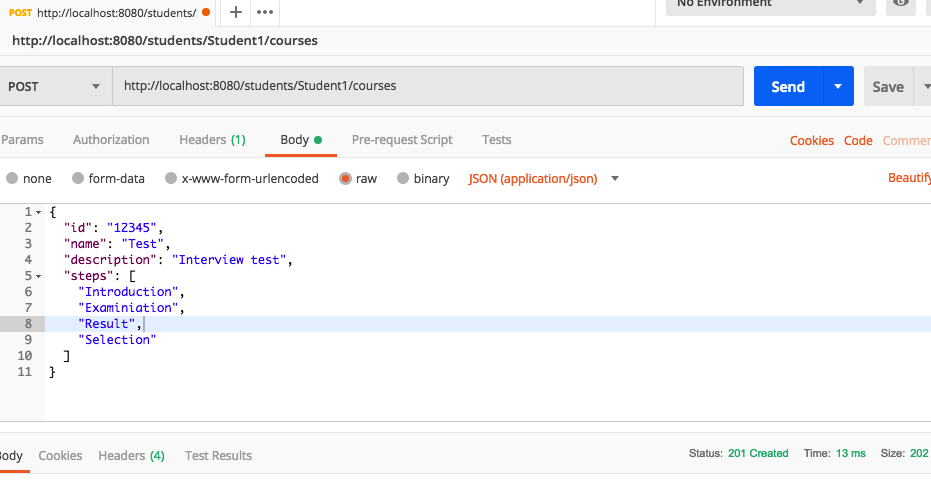 POST http://localhost:8080/students/ + ••• No Environment
http://localhost:8080/students/Student1/courses
POST http://localhost:8080/students/Student1/courses Send Save
Params Authorization Headers (1) Body Pre-request Script Tests Cookies Code Commen
none form-data x-www-form-urlencoded raw binary JSON (application/json) Beautify
1 {
2 "id": "12345",
3 "name": "Test",
4 "description": "Interview test",
5 "steps": [
6 "Introduction",
7 "Examiniation",
8 "Result",
9 "Selection"
10 ]
11 }
Body Cookies Headers (4) Test Results Status: 201 Created Time: 13 ms Size: 202